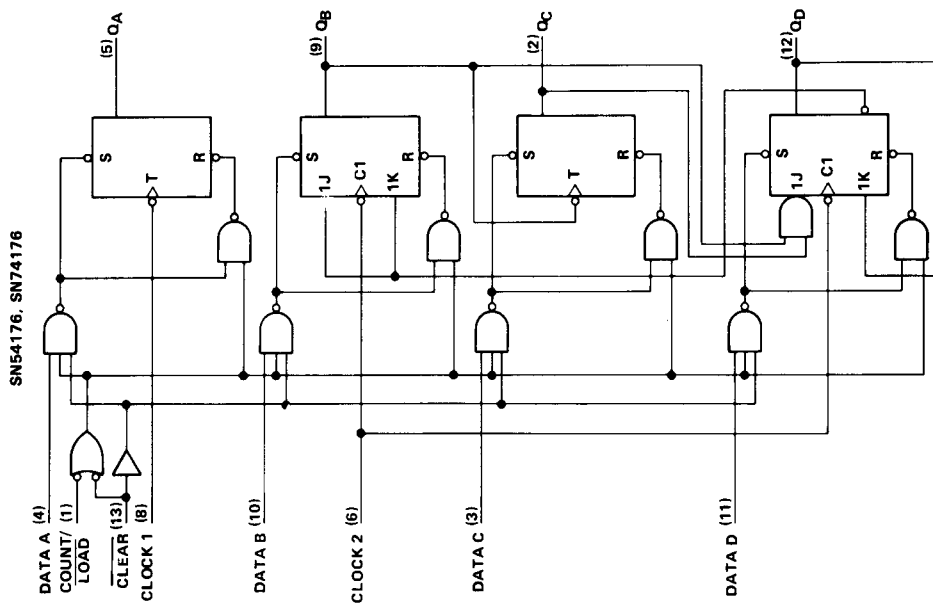 SN54176, SN74176
DATA A (4)
COUNT/ (1)
LOAD
CLEAR (13)
CLOCK 1 (8)
S
T
R
(5) QA
DATA B (10)
CLOCK 2 (6)
S
1J
C1
1K
R
(9) QB
DATA C (3)
S
T
R
(2) QC
DATA D (11)
S
1J
C1
1K
R
(12) QD